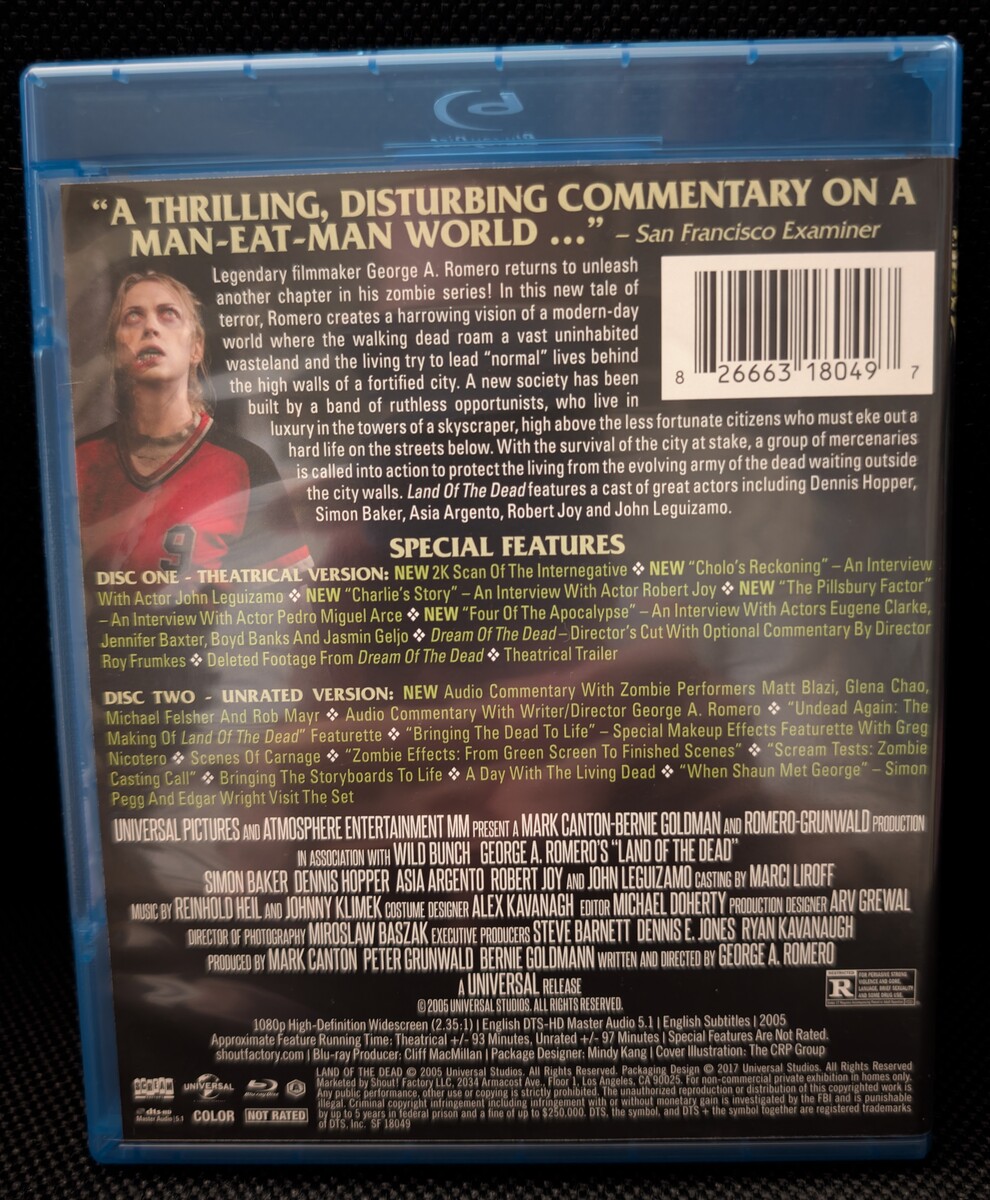 “A THRILLING, DISTURBING COMMENTARY ON A
MAN-EAT-MAN WORLD ...” – San Francisco Examiner
Legendary filmmaker George A. Romero returns to unleash
another chapter in his zombie series! In this new tale of
terror, Romero creates a harrowing vision of a modern-day
world where the walking dead roam a vast uninhabited
wasteland and the living try to lead “normal” lives behind
the high walls of a fortified city. A new society has been
built by a band of ruthless opportunists, who live in
luxury in the towers of a skyscraper, high above the less fortunate citizens who must eke out a
hard life on the streets below. With the survival of the city at stake, a group of mercenaries
is called into action to protect the living from the evolving army of the dead waiting outside
the city walls. Land Of The Dead features a cast of great actors including Dennis Hopper,
Simon Baker, Asia Argento, Robert Joy and John Leguizamo.
8 26663 18049 7
9
SPECIAL FEATURES
DISC ONE - THEATRICAL VERSION: NEW 2K Scan Of The Internegative ❖ NEW “Cholo’s Reckoning” – An Interview
With Actor John Leguizamo ❖ NEW “Charlie’s Story” – An Interview With Actor Robert Joy ❖ NEW “The Pillsbury Factor”
– An Interview With Actor Pedro Miguel Arce ❖ NEW “Four Of The Apocalypse” – An Interview With Actors Eugene Clarke,
Jennifer Baxter, Boyd Banks And Jasmin Geljo ❖ Dream Of The Dead – Director’s Cut With Optional Commentary By Director
Roy Frumkes ❖ Deleted Footage From Dream Of The Dead ❖ Theatrical Trailer
DISC TWO - UNRATED VERSION: NEW Audio Commentary With Zombie Performers Matt Blazi, Glena Chao,
Michael Felsher And Rob Mayr ❖ Audio Commentary With Writer/Director George A. Romero ❖ “Undead Again: The
Making Of Land Of The Dead” Featurette ❖ “Bringing The Dead To Life” – Special Makeup Effects Featurette With Greg
Nicotero ❖ Scenes Of Carnage ❖ “Zombie Effects: From Green Screen To Finished Scenes” ❖ “Scream Tests: Zombie
Casting Call” ❖ Bringing The Storyboards To Life ❖ A Day With The Living Dead ❖ “When Shaun Met George” – Simon
Pegg And Edgar Wright Visit The Set
UNIVERSAL PICTURES AND ATMOSPHERE ENTERTAINMENT MM PRESENT A MARK CANTON-BERNIE GOLDMAN AND ROMERO-GRUNWALD PRODUCTION
IN ASSOCIATION WITH WILD BUNCH GEORGE A. ROMERO’S “LAND OF THE DEAD”
SIMON BAKER DENNIS HOPPER ASIA ARGENTO ROBERT JOY AND JOHN LEGUIZAMO CASTING BY MARCI LIROFF
MUSIC BY REINHOLD HEIL AND JOHNNY KLIMEK COSTUME DESIGNER ALEX KAVANAGH EDITOR MICHAEL DOHERTY PRODUCTION DESIGNER ARV GREWAL
DIRECTOR OF PHOTOGRAPHY MIROSLAW BASZAK EXECUTIVE PRODUCERS STEVE BARNETT DENNIS E. JONES RYAN KAVANAUGH
PRODUCED BY MARK CANTON PETER GRUNWALD BERNIE GOLDMANN WRITTEN AND DIRECTED BY GEORGE A. ROMERO
A UNIVERSAL RELEASE
© 2005 UNIVERSAL STUDIOS. ALL RIGHTS RESERVED.
RESTRICTED
R
FOR PERVASIVE STRONG
VIOLENCE AND GORE,
LANGUAGE, BRIEF SEXUALITY
AND SOME DRUG USE.
1080p High-Definition Widescreen (2.35:1) | English DTS-HD Master Audio 5.1 | English Subtitles | 2005
Approximate Feature Running Time: Theatrical +/- 93 Minutes, Unrated +/- 97 Minutes | Special Features Are Not Rated.
shoutfactory.com | Blu-ray Producer: Cliff MacMillan | Package Designer: Mindy Kang | Cover Illustration: The CRP Group
SCREAM
UNIVERSAL
Blu-ray Disc
A
dts-HD
Master Audio | 5.1
COLOR
NOT RATED
LAND OF THE DEAD © 2005 Universal Studios. All Rights Reserved. Packaging Design © 2017 Universal Studios. All Rights Reserved
Marketed by Shout! Factory LLC, 2034 Armacost Ave., Floor 1, Los Angeles, CA 90025. For non-commercial private exhibition in homes only.
Any public performance, other use or copying is strictly prohibited. The unauthorized reproduction or distribution of this copyrighted work is
illegal. Criminal copyright infringement including infringement with or without monetary gain is investigated by the FBI and is punishable
by up to 5 years in federal prison and a fine of up to $250,000. DTS, the symbol, and DTS + the symbol together are registered trademarks
of DTS, Inc. SF 18049